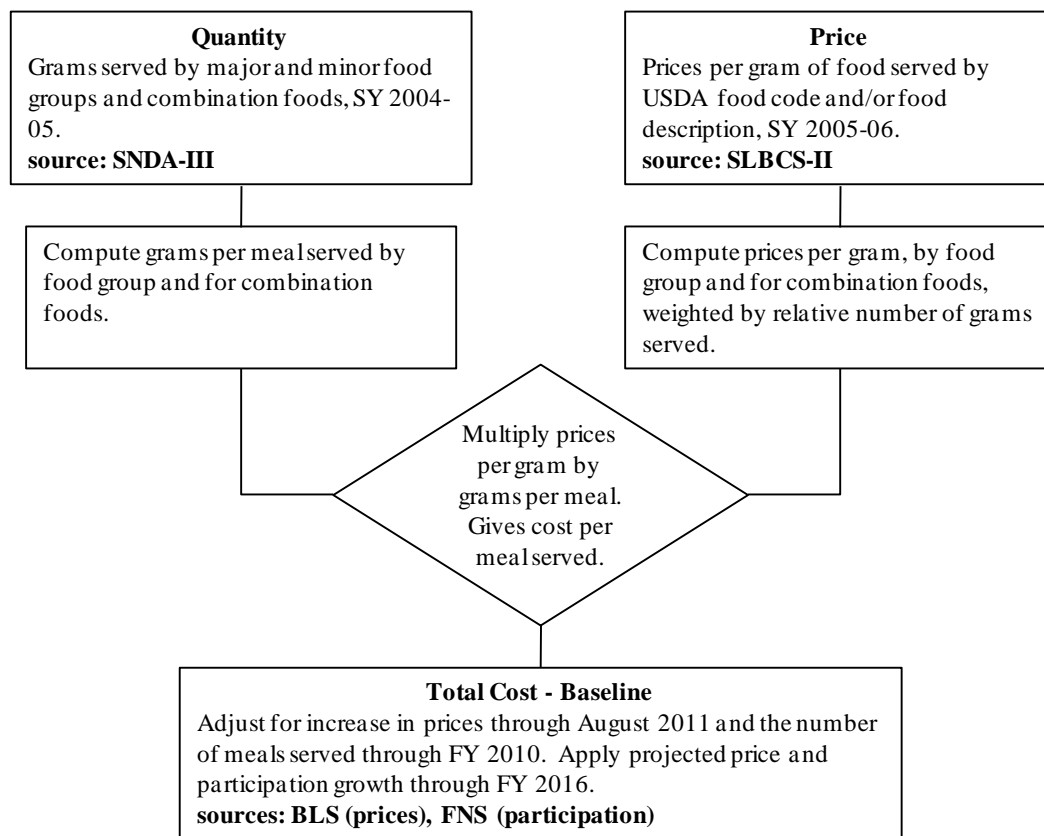 Quantity
Grams served by major and minor food
groups and combination foods, SY 2004-
05.
source: SNDA-III
Price
Prices per gram of food served by
USDA food code and/or food
description, SY 2005-06.
source: SLBCS-II
Compute grams per meal served by
food group and for combination
foods.
Compute prices per gram, by food
group and for combination foods,
weighted by relative number of grams
served.
Multiply prices
per gram by
grams per meal.
Gives cost per
meal served.
Total Cost - Baseline
Adjust for increase in prices through August 2011 and the number
of meals served through FY 2010.  Apply projected price and
participation growth through FY 2016.
sources: BLS (prices), FNS (participation)